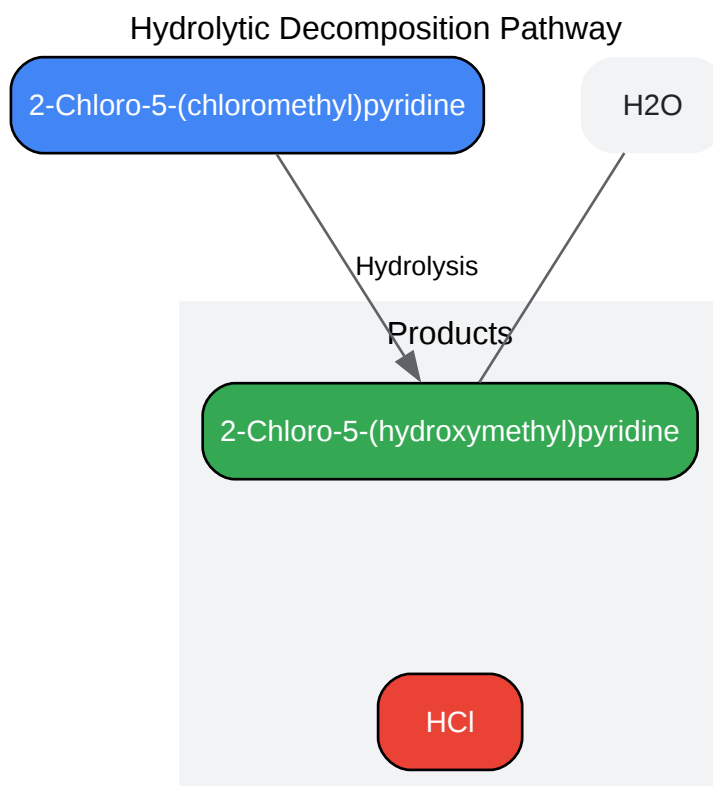 Hydrolytic Decomposition Pathway
2-Chloro-5-(chloromethyl)pyridine
H2O
Hydrolysis
Products
2-Chloro-5-(hydroxymethyl)pyridine
HCl